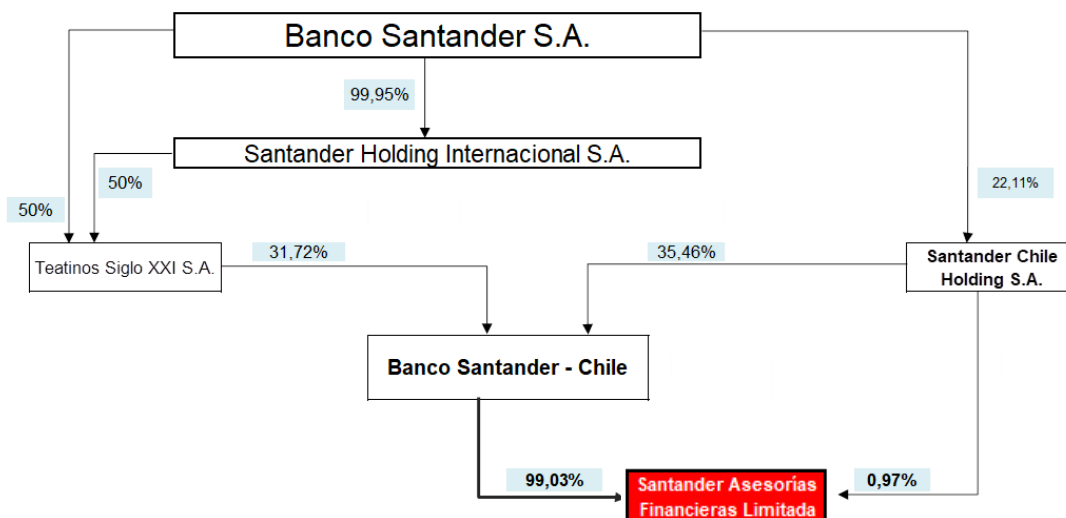 Banco Santander S.A.
99,95%
Santander Holding Internacional S.A.
50%
22,11%
50%
Teatinos Siglo XXI S.A.
31,72%
35,46%
Santander Chile
Holding S.A.
Banco Santander - Chile
99,03%
Santander Asesorías
Financieras Limitada
0,97%